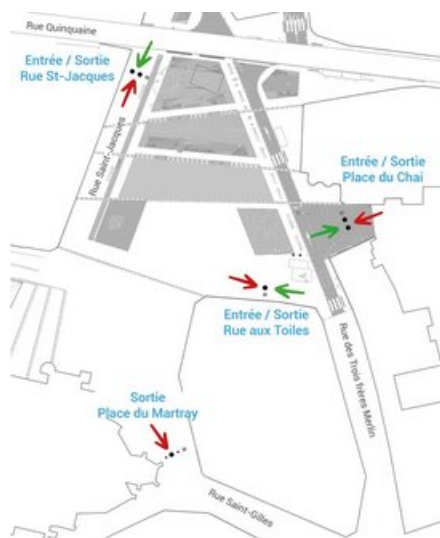 Rue Quinquaine
Entrée / Sortie
Rue St-Jacques
Rue Saint-Jacques
Entrée / Sortie
Place du Chai
Entrée / Sortie
Rue aux Toiles
Rue des Trois frères Merlin
Sortie
Place du Martray
Rue Saint-Gilles